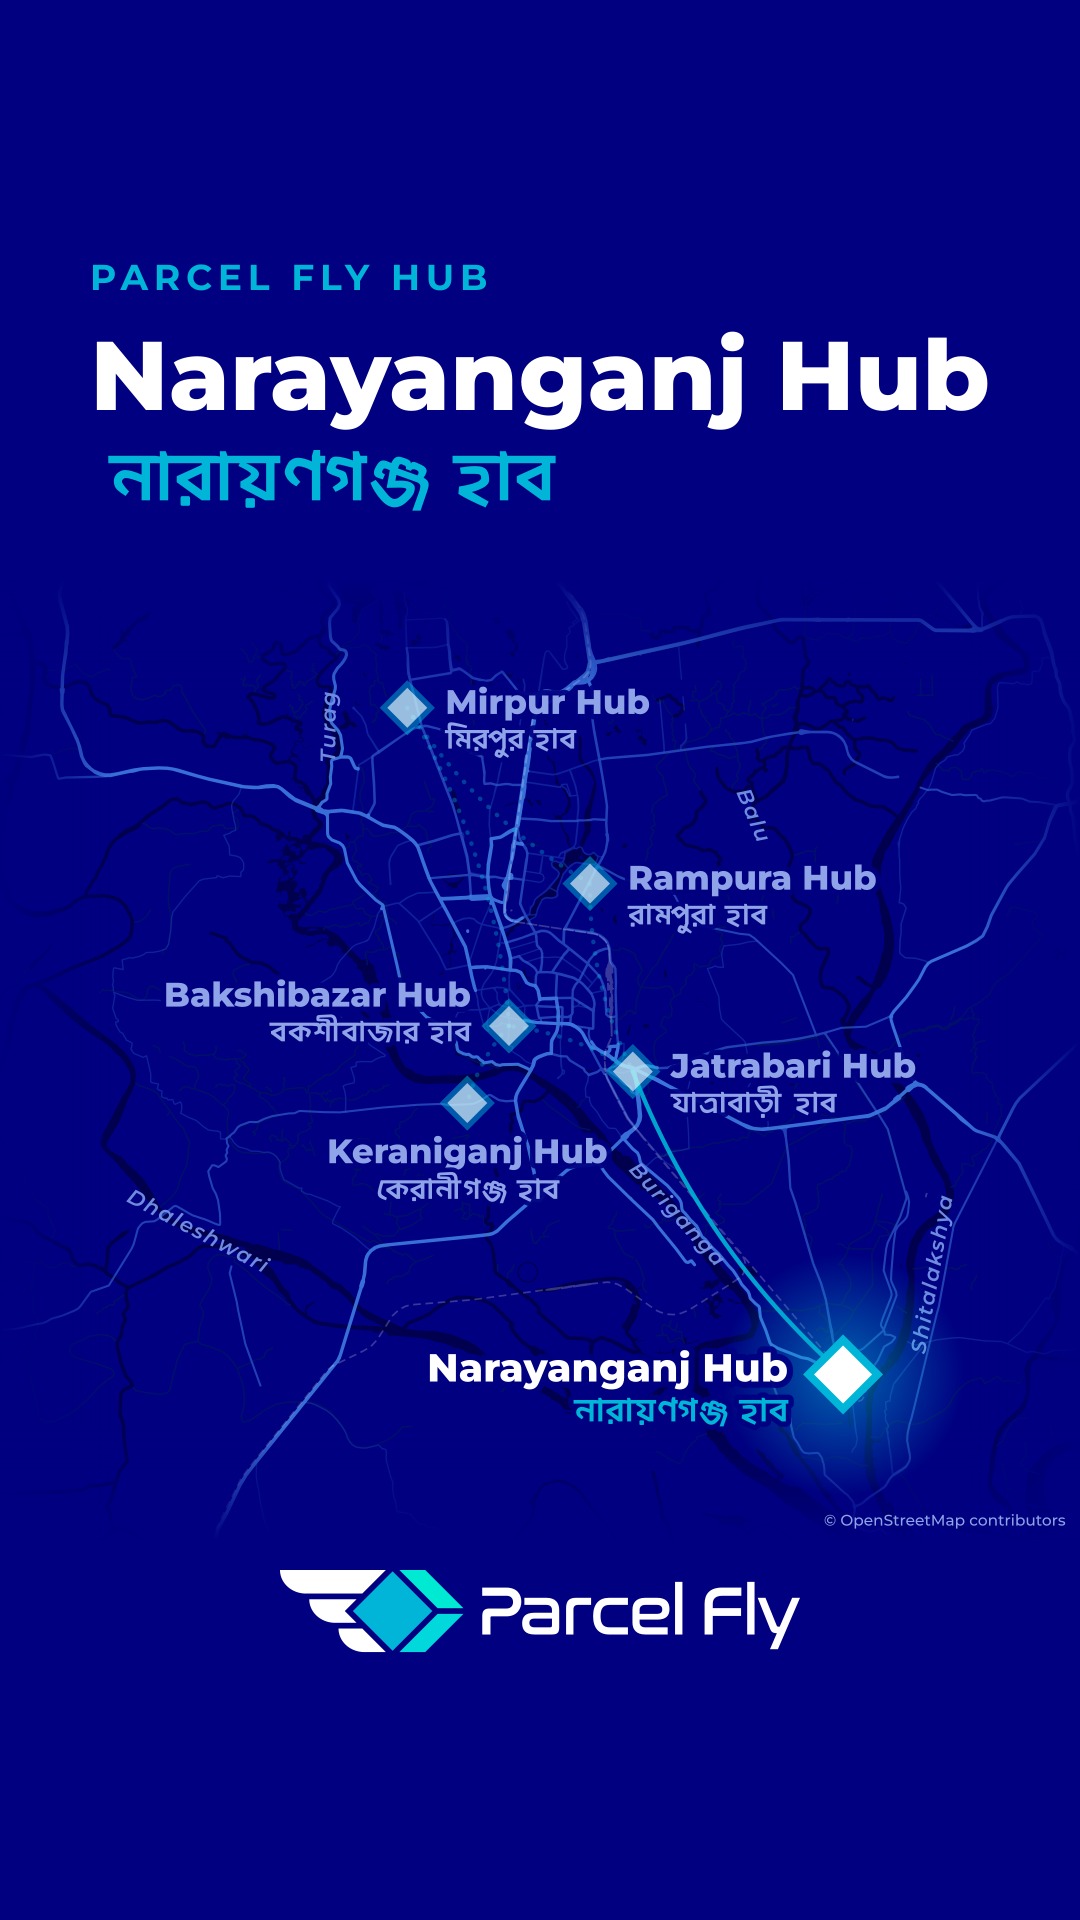 PARCEL FLY HUB
Narayanganj Hub
নারায়ণগঞ্জ হাব
Turag
Mirpur Hub
মিরপুর হাব
Balu
Rampura Hub
রামপুরা হাব
Bakshibazar Hub
বকশীবাজার হাব
Jatrabari Hub
যাত্রাবাড়ী হাব
Keraniganj Hub
কেরানীগঞ্জ হাব
Dhaleshwari
Buriganga
Shitalakshya
Narayanganj Hub
নারায়ণগঞ্জ হাব
© OpenStreetMap contributors
Parcel Fly